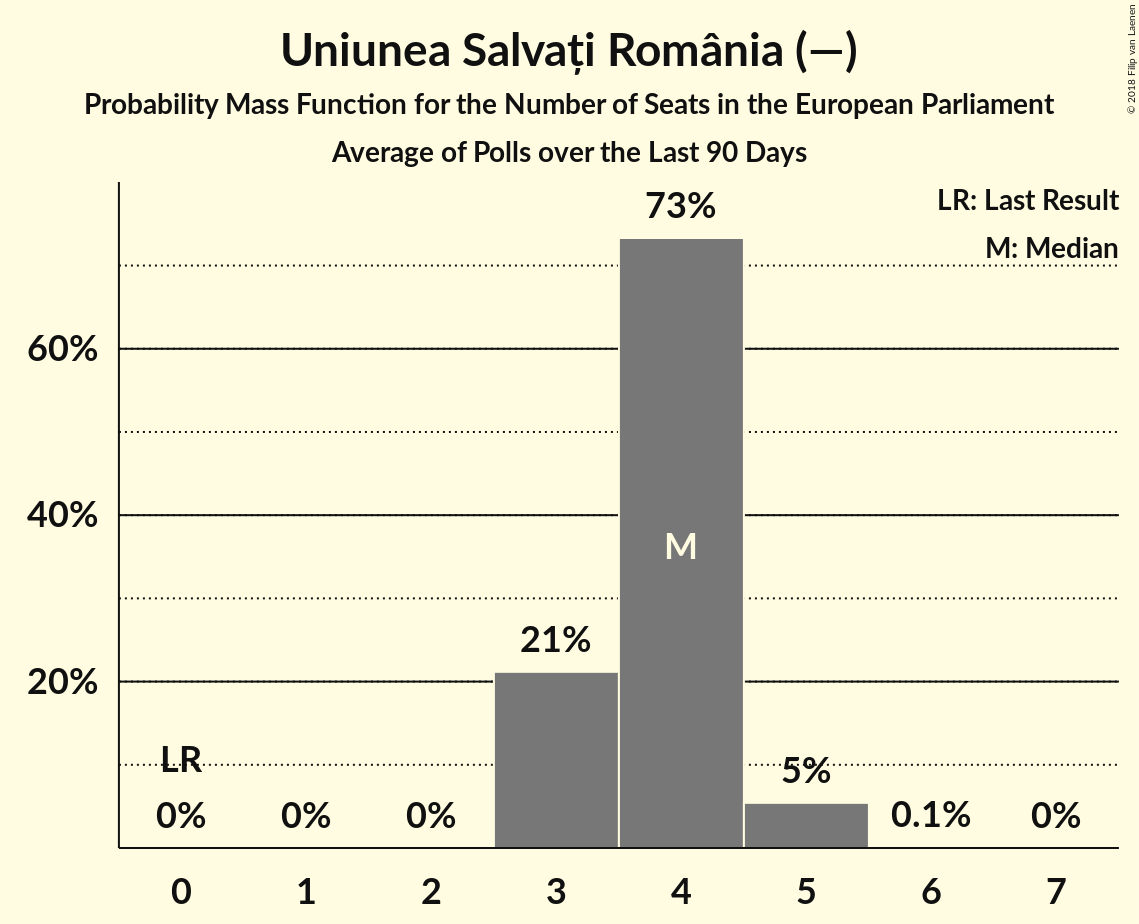 Uniunea Salvați România (—)
Probability Mass Function for the Number of Seats in the European Parliament
Average of Polls over the Last 90 Days
© 2018 Filip van Laenen
LR: Last Result
M: Median
73%
60%
40%
M
21%
20%
LR
5%
0%
0%
0%
0.1%
0%
0 1 2 3 4 5 6 7